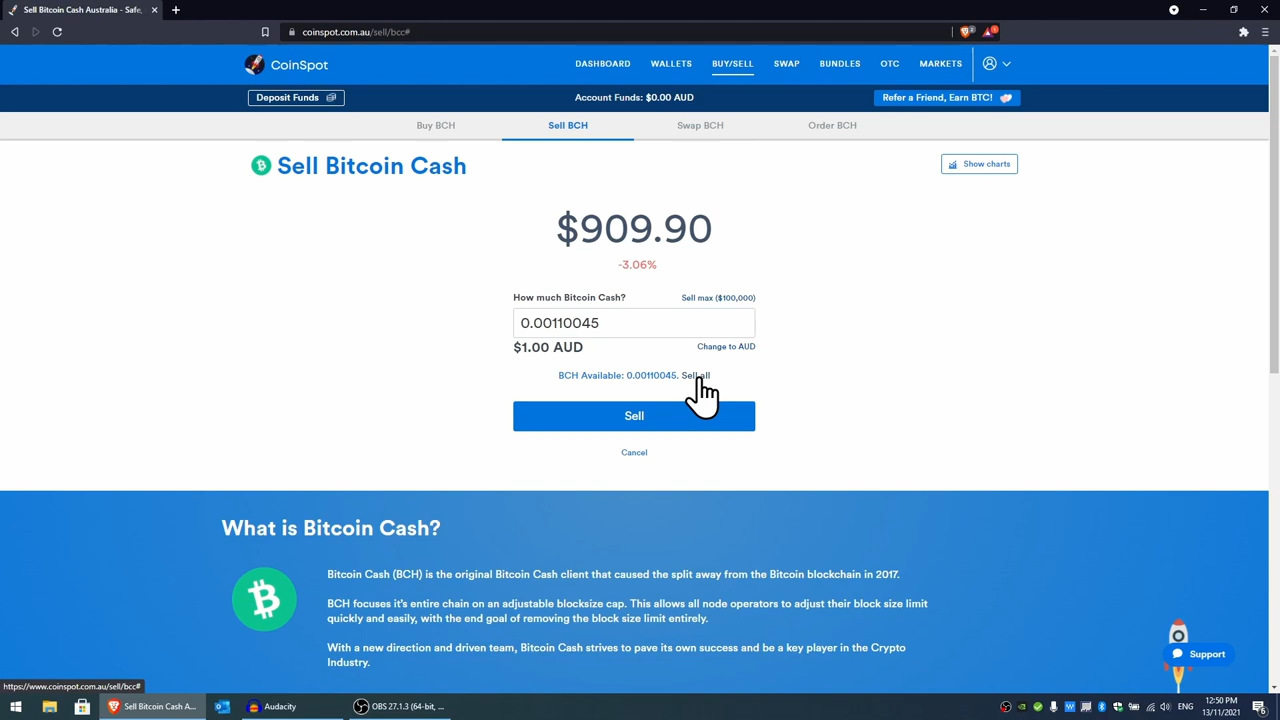 Sell Bitcoin Cash Australia - Safe,
coinspot.com.au/sell/bcc#
CoinSpot
DASHBOARD WALLETS BUY/SELL SWAP BUNDLES OTC MARKETS
Deposit Funds Account Funds: $0.00 AUD Refer a Friend, Earn BTC!
Buy BCH Sell BCH Swap BCH Order BCH
Sell Bitcoin Cash
Show charts
$909.90
-3.06%
How much Bitcoin Cash? Sell max ($100,000)
0.00110045
$1.00 AUD Change to AUD
BCH Available: 0.00110045. Sell all
Sell
Cancel
What is Bitcoin Cash?
Bitcoin Cash (BCH) is the original Bitcoin Cash client that caused the split away from the Bitcoin blockchain in 2017.
BCH focuses it's entire chain on an adjustable blocksize cap. This allows all node operators to adjust their block size limit
quickly and easily, with the end goal of removing the block size limit entirely.
With a new direction and driven team, Bitcoin Cash strives to pave its own success and be a key player in the Crypto
Industry.
Support
https://www.coinspot.com.au/sell/bcc#
Sell Bitcoin Cash A... Audacity OBS 27.1.3 (64-bit, ...
12:50 PM
13/11/2021